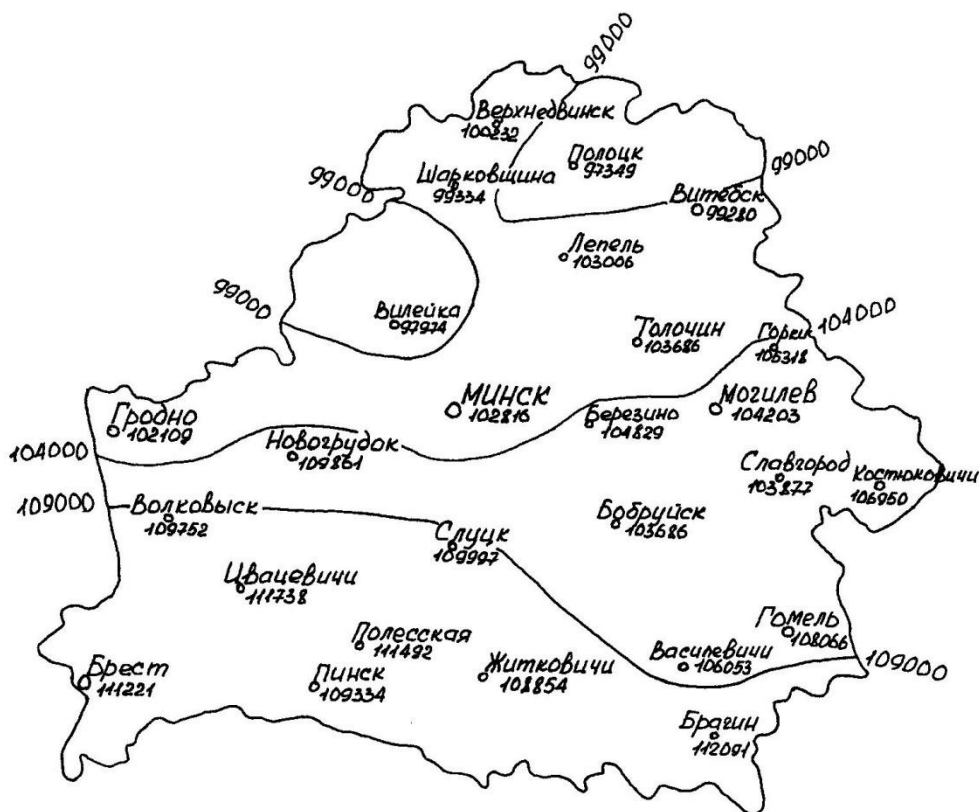 99000
Верхнедвинск
100232
Полоцк
97349
99000
99000
Шарковщина
99334
Витебск
99280
Лепель
103006
99000
Вилейка
97974
Толочин
103686
Горки
105318
104000
Гродно
102109
МИНСК
102816
Березино
104829
Могилев
104203
104000
Новогрудок
109861
Славгород
103877
Костюковичи
106950
109000
Волковыск
109752
Слуцк
109997
Бобруйск
103686
Цвацевичи
111738
Полесская
111492
Гомель
108066
Брест
111221
Пинск
109334
Житковичи
108854
Василевичи
106053
109000
Брагин
112091